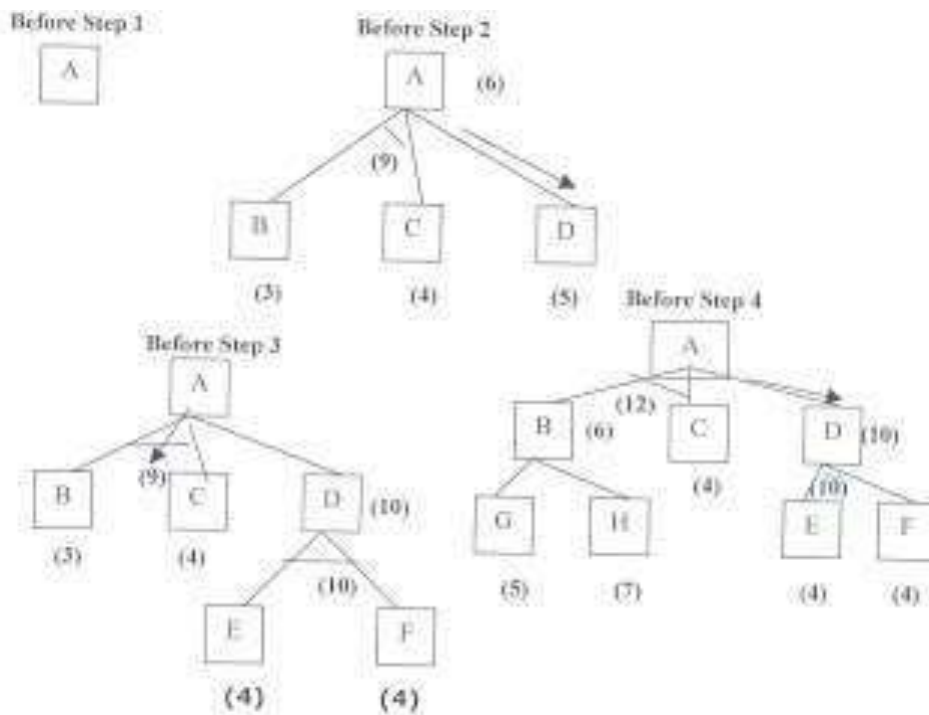 Before Step 1
A
Before Step 2
A (6)
(9)
B C D
(3) (4) (5)
Before Step 3
A
(9)
B C D (10)
(3) (4)
(10)
E F
(4) (4)
Before Step 4
A
(12)
B (6) C D (10)
(4)
(10)
G H E F
(5) (7) (4) (4)